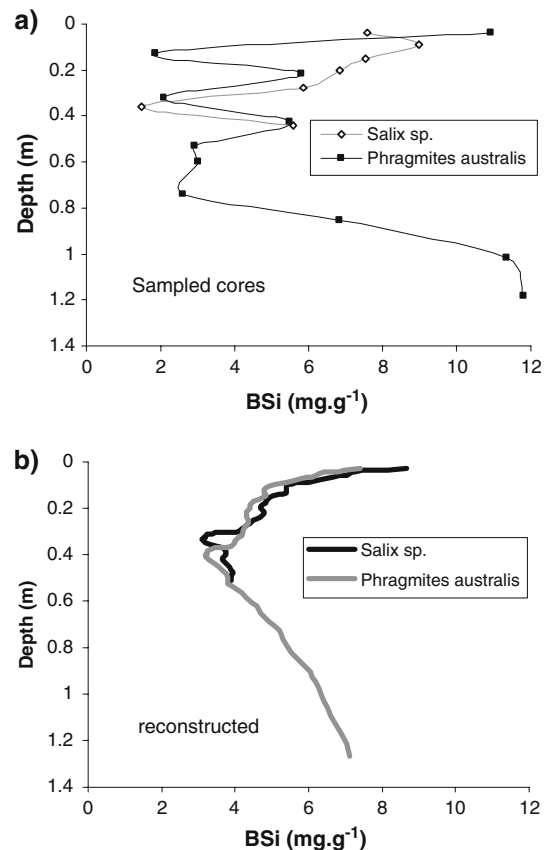 a)
0
0.2
0.4
0.6
0.8
1
1.2
1.4
Depth (m)
Salix sp.
Phragmites australis
Sampled cores
0 2 4 6 8 10 12
BSi (mg.g-1)
b)
0
0.2
0.4
0.6
0.8
1
1.2
1.4
Depth (m)
Salix sp.
Phragmites australis
reconstructed
0 2 4 6 8 10 12
BSi (mg.g-1)